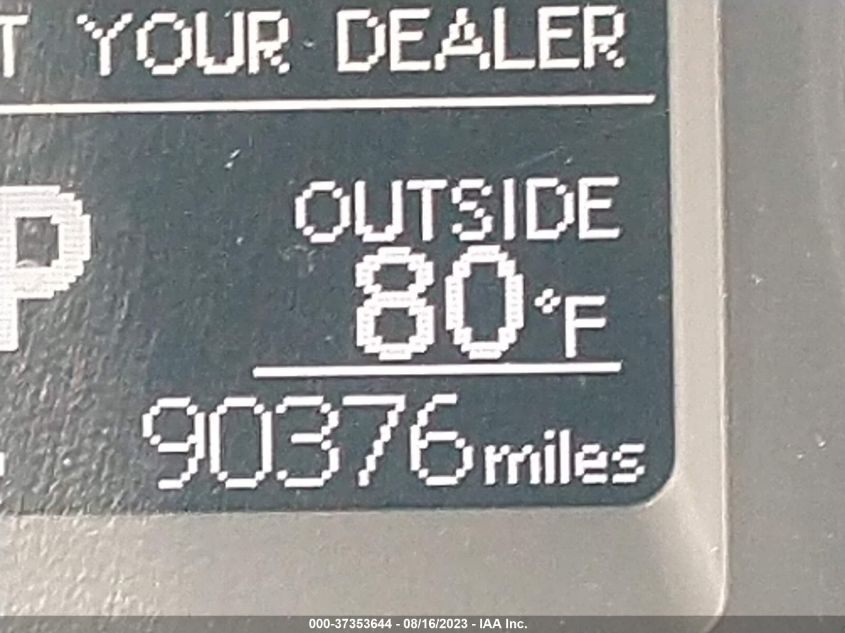 T YOUR DEALER
P
OUTSIDE
80°F
90376 miles
000-37353644 - 08/16/2023 - IAA Inc.